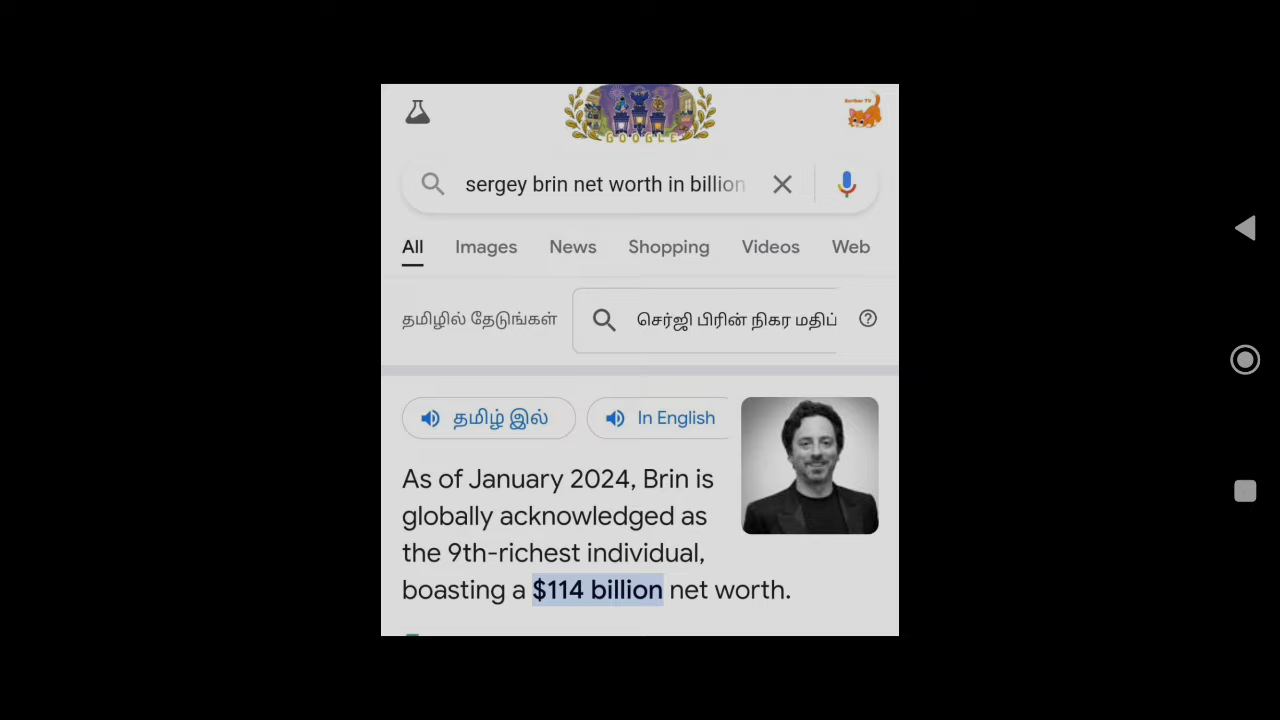 GOOGLE
sergey brin net worth in billion
All Images News Shopping Videos Web
தமிழில் தேடுங்கள் செர்ஜி பிரின் நிகர மதிப்
தமிழ் இல் In English
As of January 2024, Brin is
globally acknowledged as
the 9th-richest individual,
boasting a $114 billion net worth.